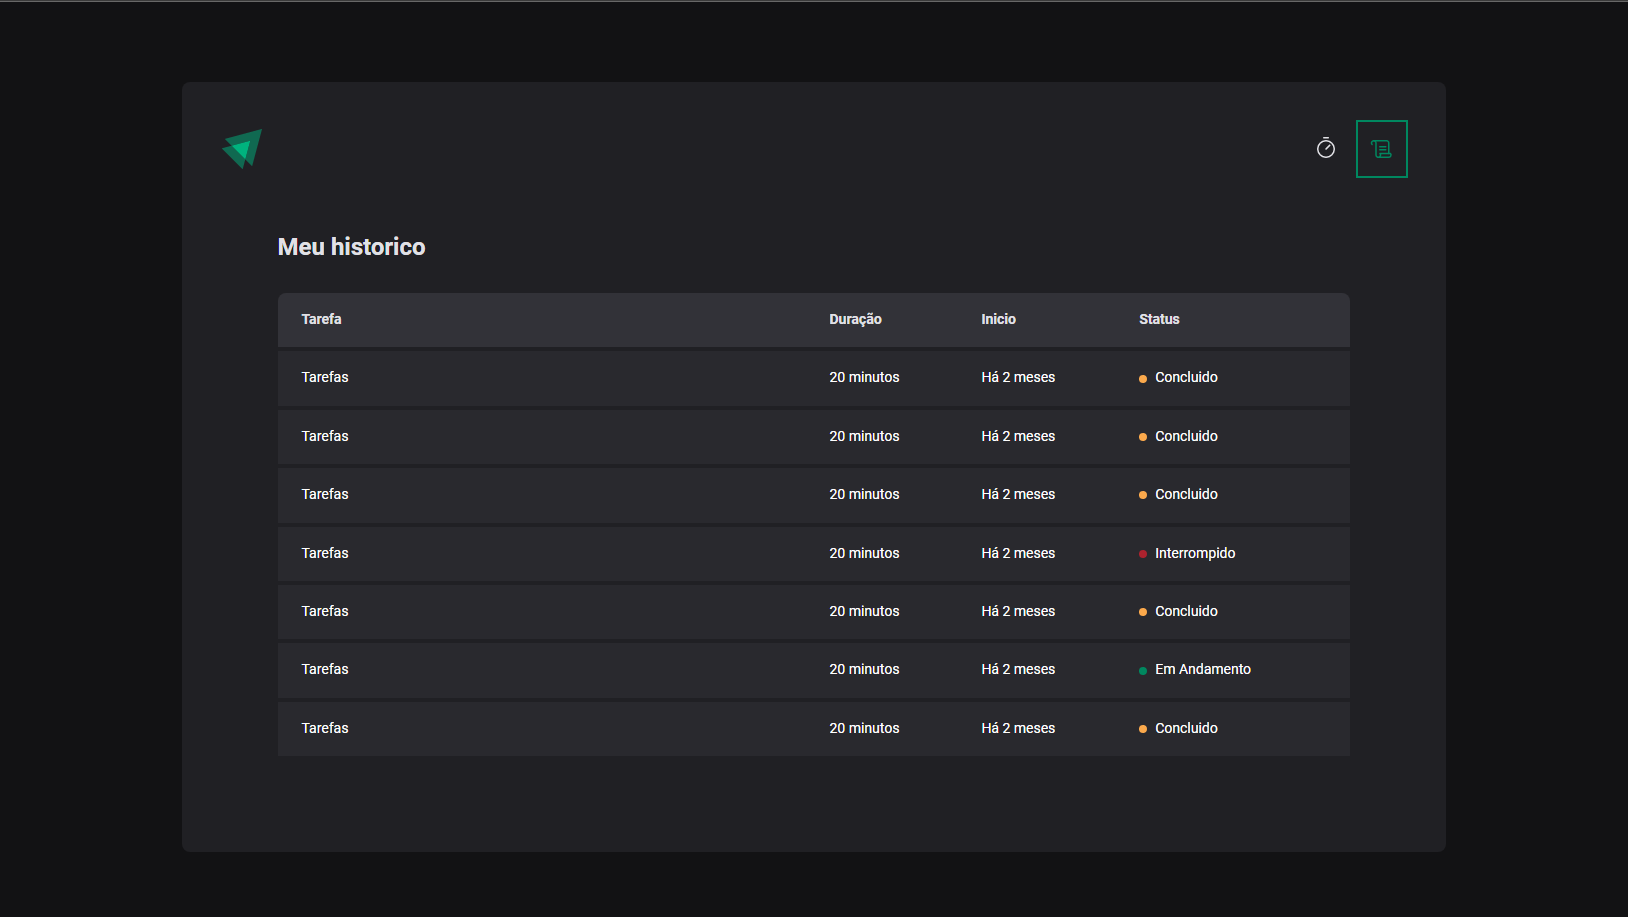 Meu historico
Tarefa Duração Inicio Status
Tarefas 20 minutos Há 2 meses Concluido
Tarefas 20 minutos Há 2 meses Concluido
Tarefas 20 minutos Há 2 meses Concluido
Tarefas 20 minutos Há 2 meses Interrompido
Tarefas 20 minutos Há 2 meses Concluido
Tarefas 20 minutos Há 2 meses Em Andamento
Tarefas 20 minutos Há 2 meses Concluido